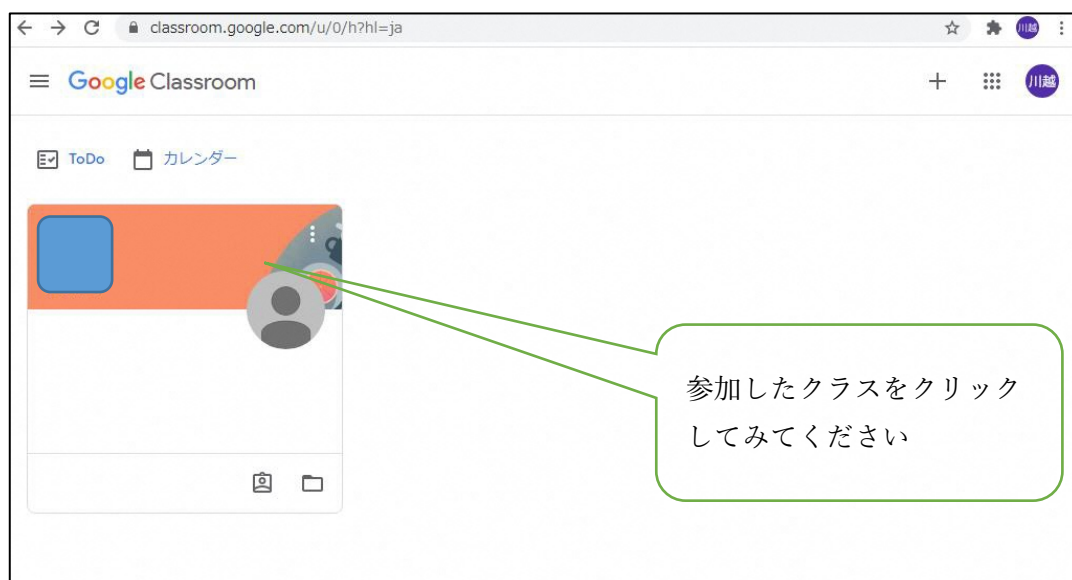 classroom.google.com/u/0/h?hl=ja
川越
Google Classroom
川越
ToDo カレンダー
参加したクラスをクリック
してみてください